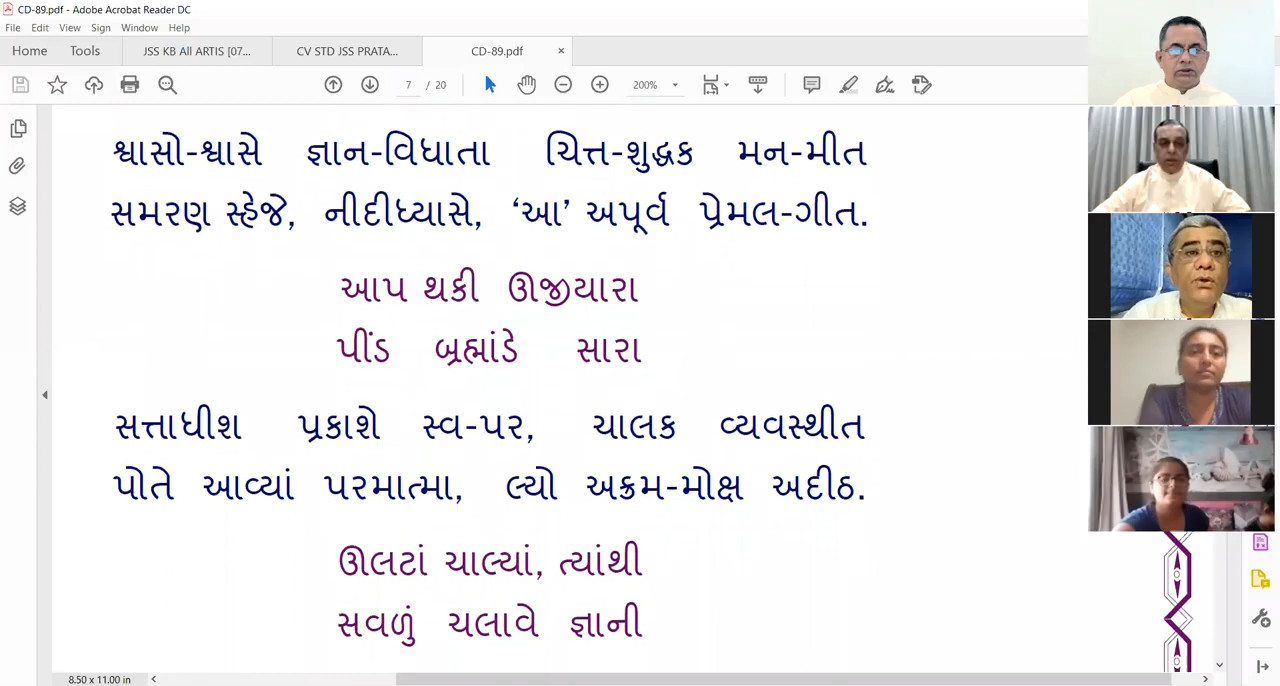 CD-89.pdf - Adobe Acrobat Reader DC
File Edit View Sign Window Help
Home Tools JSS KB All ARTIS [07... CV STD JSS PRATA... CD-89.pdf ×
7 / 20 200%
શ્વાસો-શ્વાસે જ્ઞાન-વિધાતા ચિત્ત-શુદ્ધક મન-મીત
સમરણ સ્હેજે, નીદીધ્યાસે, ‘આ’ અપૂર્વ પ્રેમલ-ગીત.
આપ થકી ઊજીયારા
પીંડ બ્રહ્માંડે સારા
સત્તાધીશ પ્રકાશે સ્વ-પર, ચાલક વ્યવસ્થીત
પોતે આવ્યાં પરમાત્મા, લ્યો અક્રમ-મોક્ષ અદીઠ.
ઊલટાં ચાલ્યાં, ત્યાંથી
સવળું ચલાવે જ્ઞાની
8.50 x 11.00 in